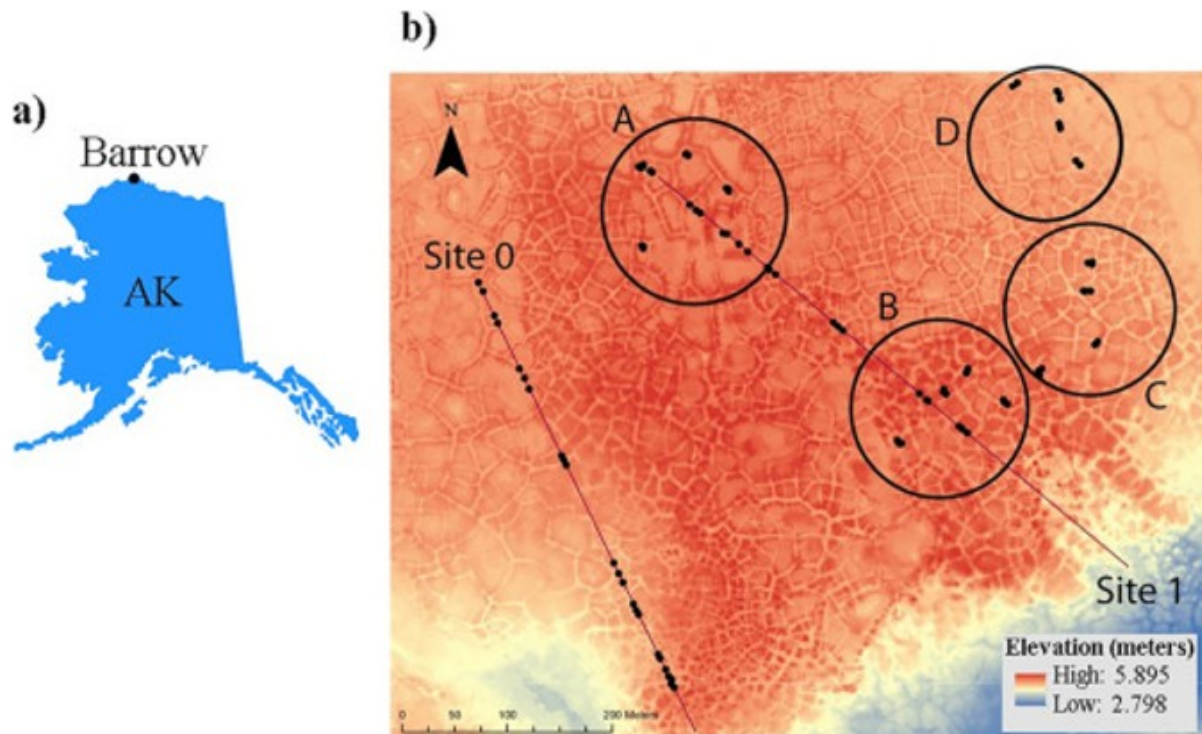 a)
Barrow
AK
b)
N
A
D
Site 0
B
C
Site 1
Elevation (meters)
High: 5.895
Low: 2.798
0 50 100 200 Meters